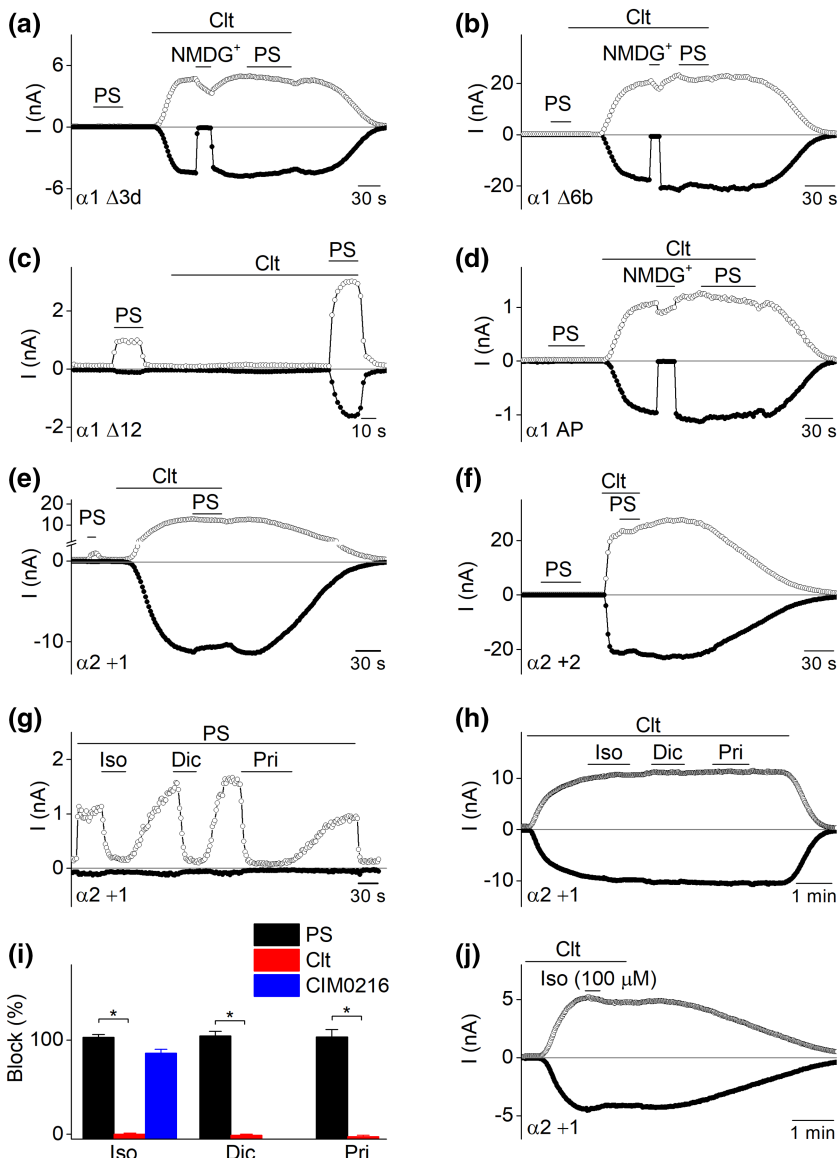 (a)
Clt
NMDG⁺ PS
PS
6
0
-6
I (nA)
α1 Δ3d
30 s
(b)
Clt
NMDG⁺ PS
PS
20
0
-20
I (nA)
α1 Δ6b
30 s
(c)
PS
Clt
PS
2
0
-2
I (nA)
α1 Δ12
10 s
(d)
Clt
NMDG⁺ PS
PS
1
0
-1
I (nA)
α1 AP
30 s
(e)
Clt
PS
PS
20
10
0
-10
I (nA)
α2 +1
30 s
(f)
Clt
PS
PS
20
0
-20
I (nA)
α2 +2
30 s
(g)
PS
Iso Dic Pri
2
1
0
I (nA)
α2 +1
30 s
(h)
Clt
Iso Dic Pri
10
0
-10
I (nA)
α2 +1
1 min
(i)
PS
Clt
CIM0216
* * *
100
0
Block (%)
Iso Dic Pri
(j)
Clt
Iso (100 µM)
5
0
-5
I (nA)
α2 +1
1 min